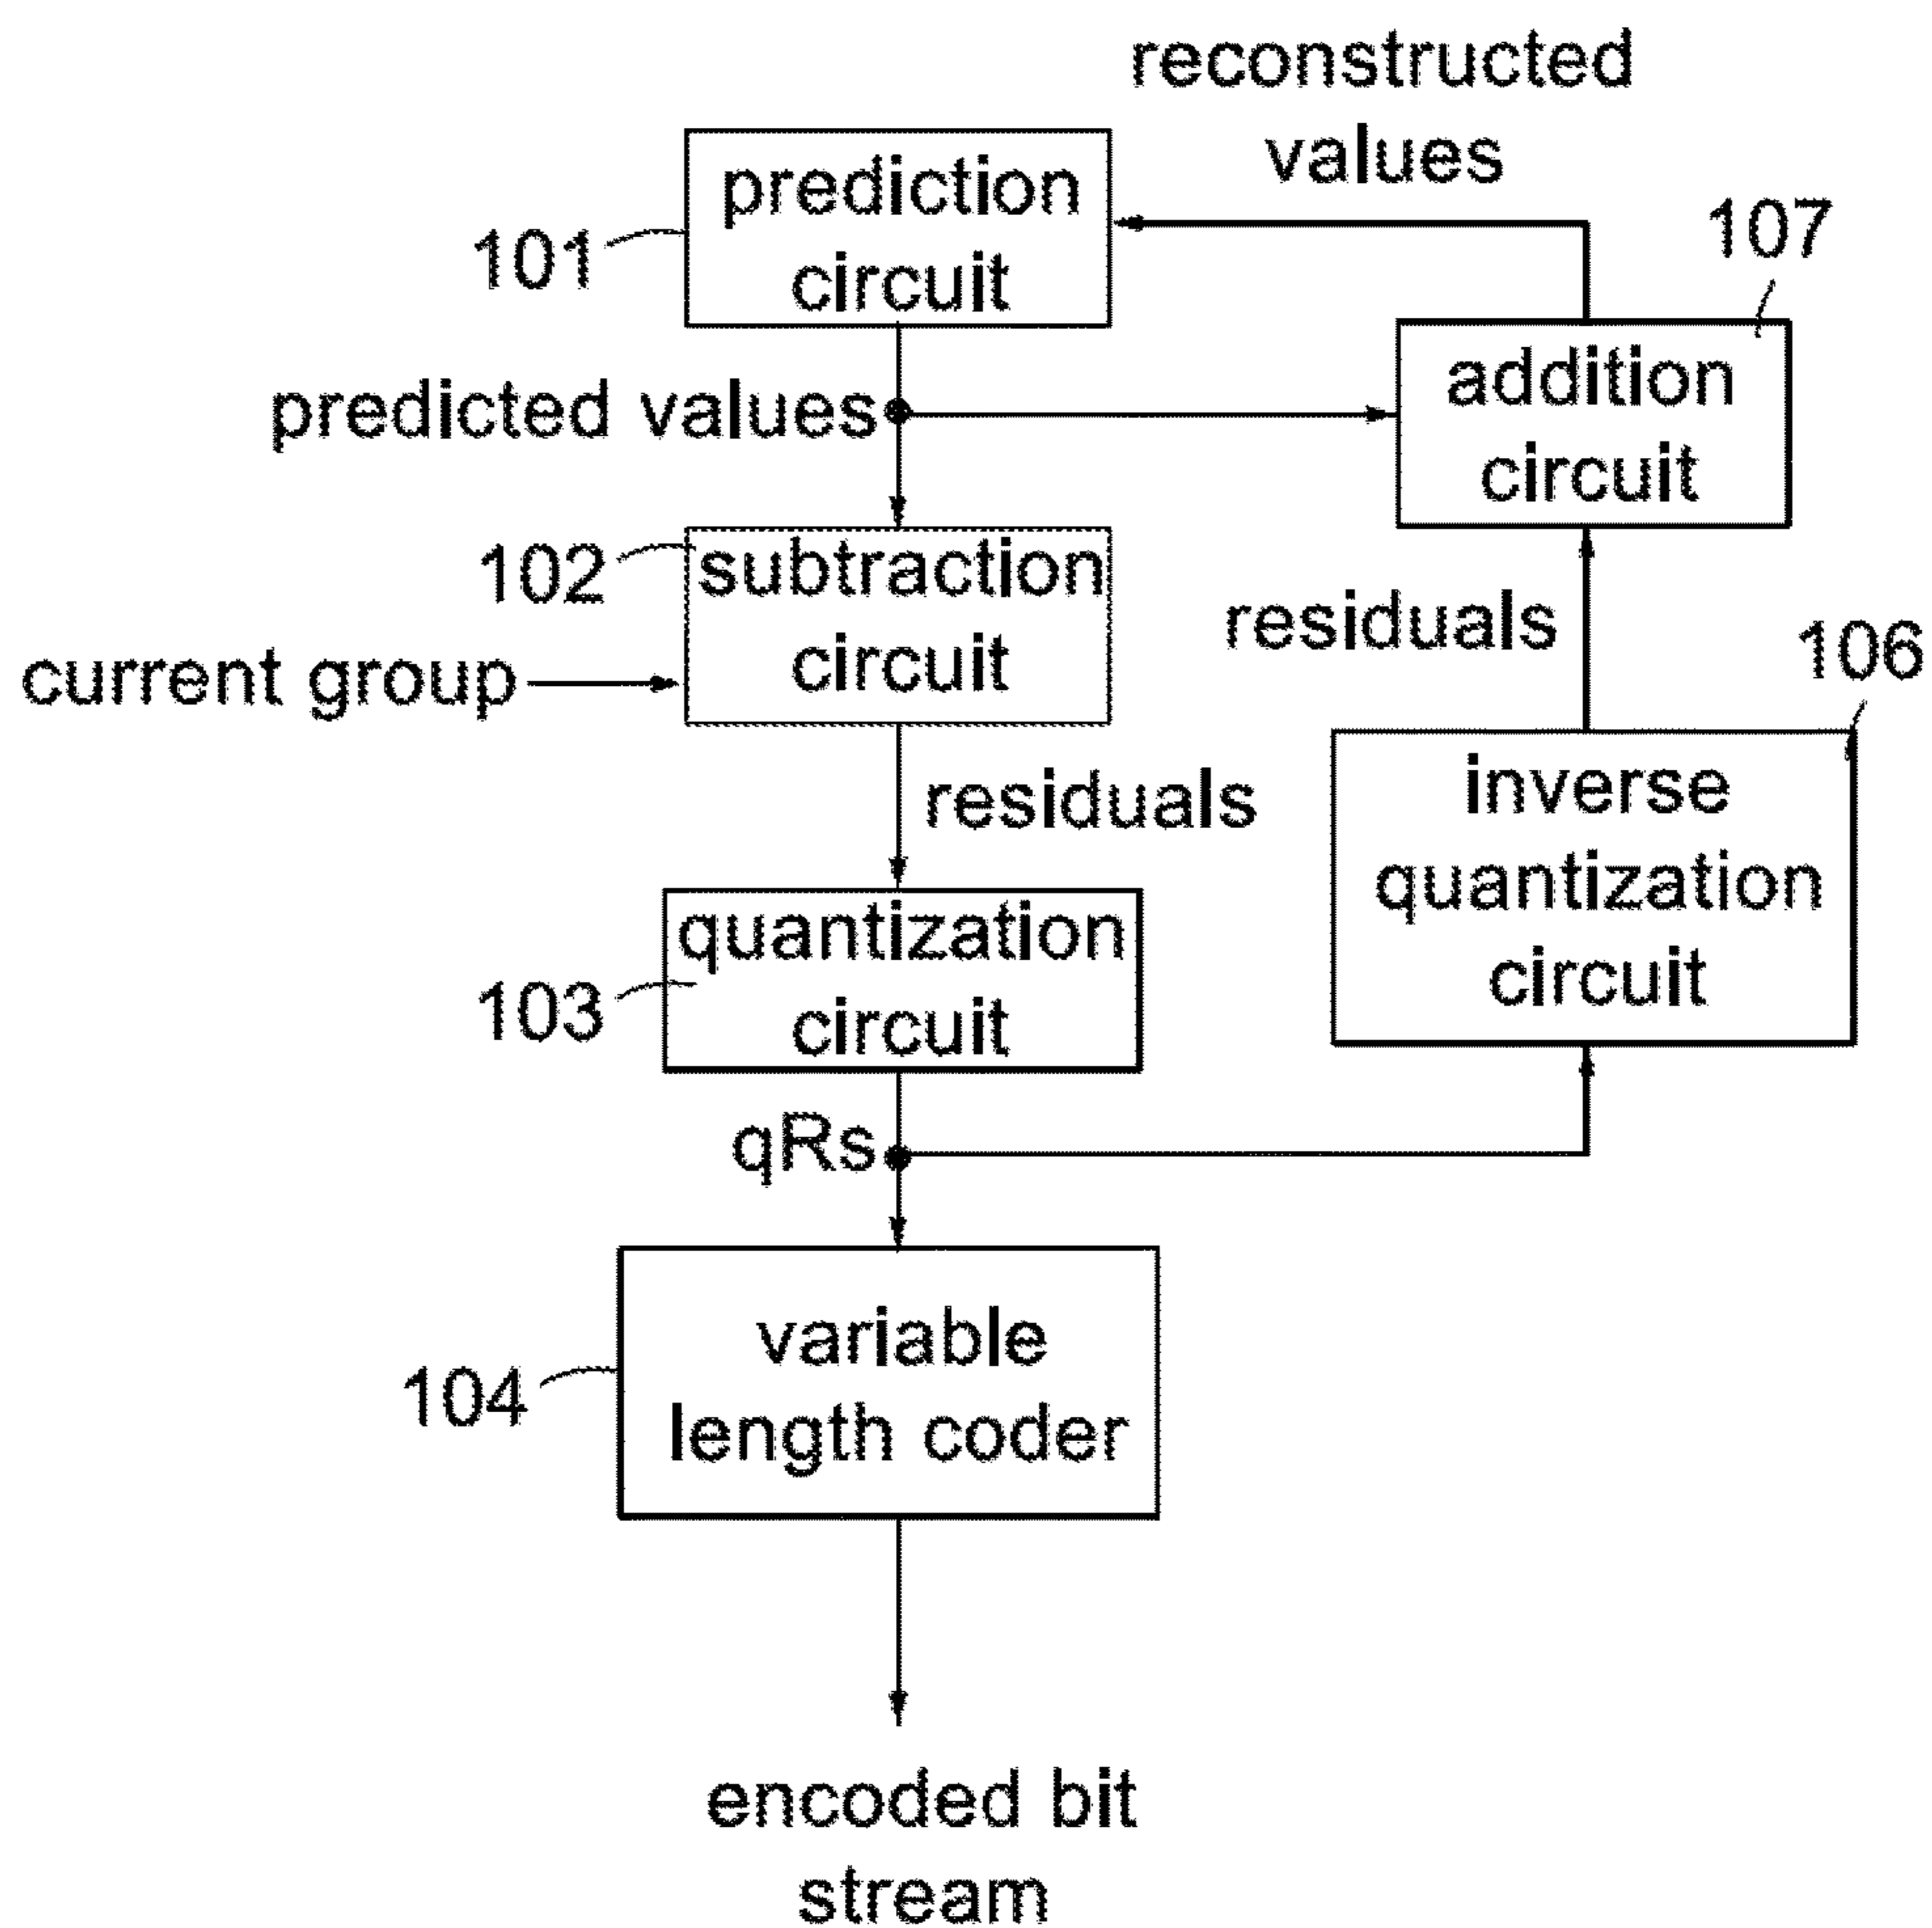 reconstructed
values
prediction
circuit
101
107
addition
circuit
predicted values
102
subtraction
circuit
current group
residuals
106
residuals
inverse
quantization
circuit
quantization
circuit
103
qRs
variable
length coder
104
encoded bit
stream